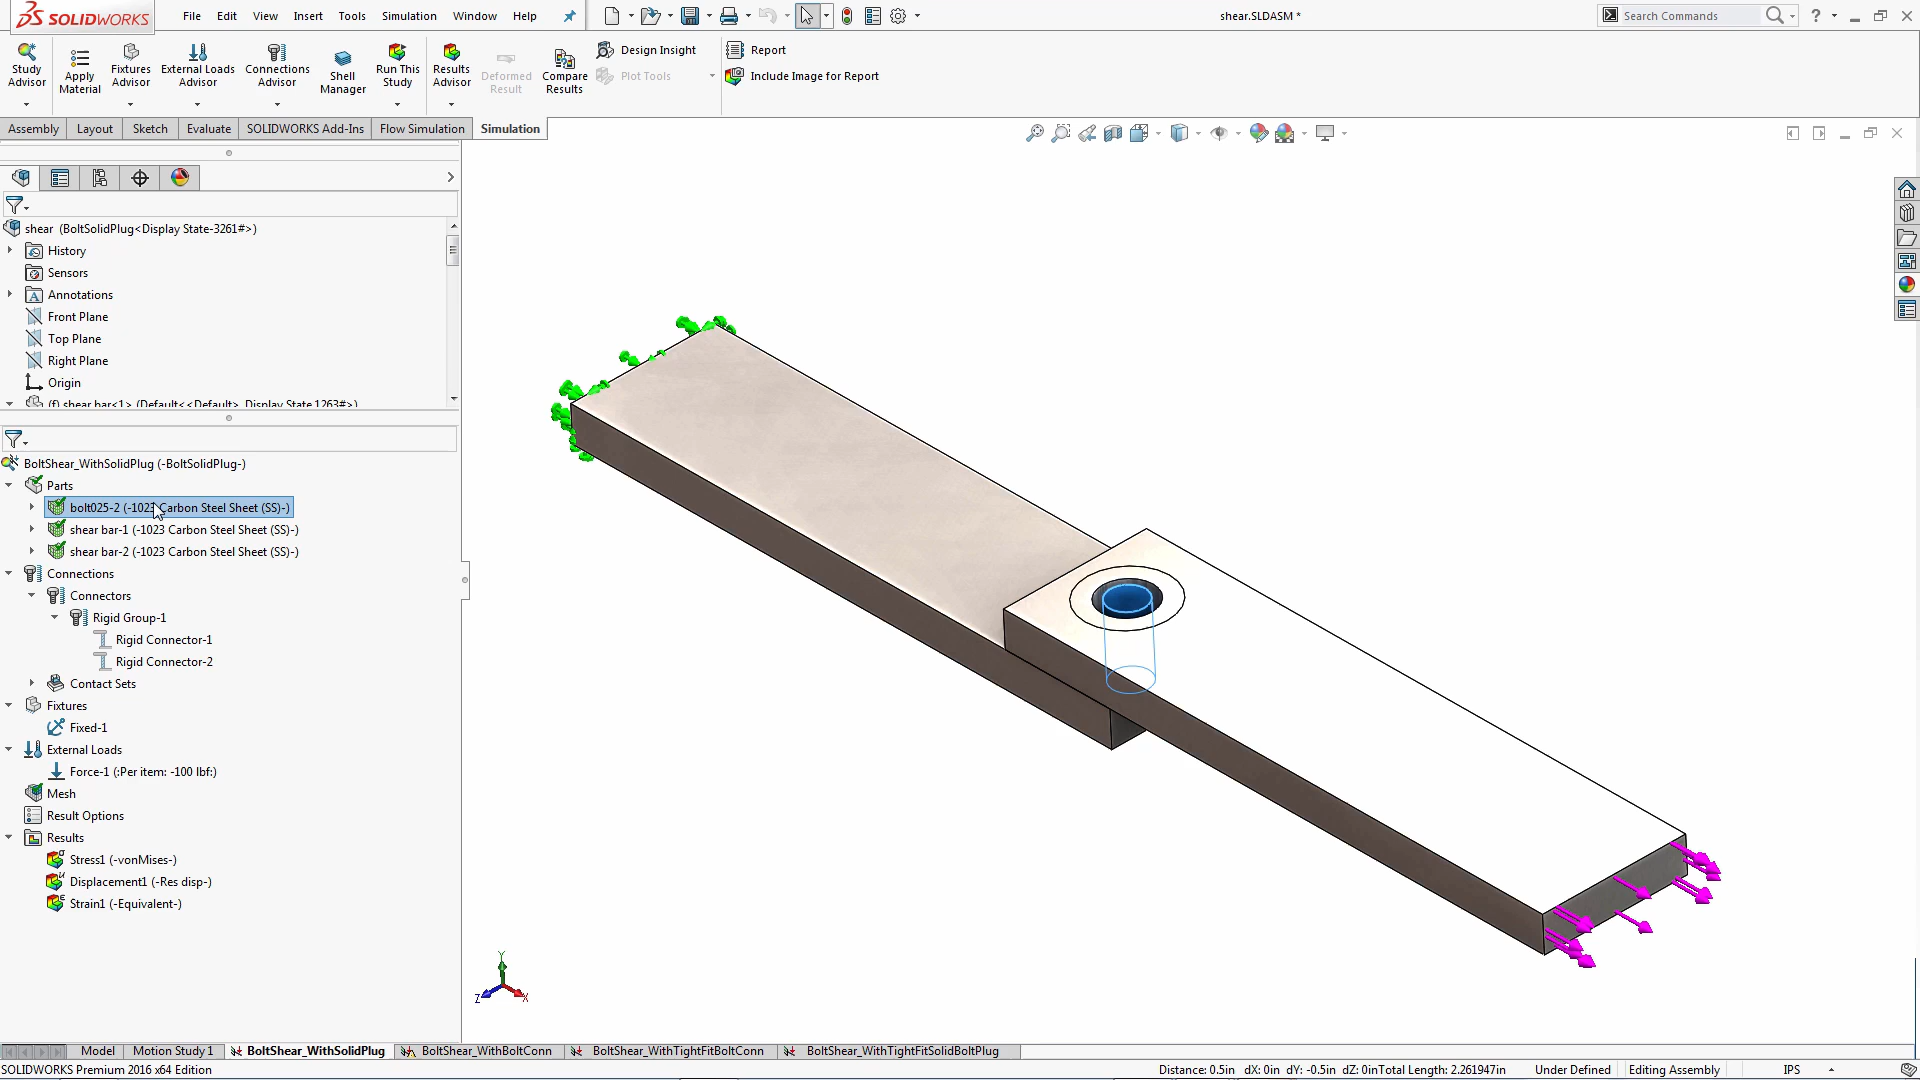 SOLIDWORKS
File Edit View Insert Tools Simulation Window Help
shear.SLDASM *
Search Commands
Study Advisor
Apply Material
Fixtures Advisor
External Loads Advisor
Connections Advisor
Shell Manager
Run This Study
Results Advisor
Deformed Result
Compare Results
Design Insight
Plot Tools
Report
Include Image for Report
Assembly Layout Sketch Evaluate SOLIDWORKS Add-Ins Flow Simulation Simulation
shear (BoltSolidPlug<Display State-3261#>)
History
Sensors
Annotations
Front Plane
Top Plane
Right Plane
Origin
(f) shear bar<1> (Default<<Default>_Display State 1263#>)
BoltShear_WithSolidPlug (-BoltSolidPlug-)
Parts
bolt025-2 (-1023 Carbon Steel Sheet (SS)-)
shear bar-1 (-1023 Carbon Steel Sheet (SS)-)
shear bar-2 (-1023 Carbon Steel Sheet (SS)-)
Connections
Connectors
Rigid Group-1
Rigid Connector-1
Rigid Connector-2
Contact Sets
Fixtures
Fixed-1
External Loads
Force-1 (:Per item: -100 lbf:)
Mesh
Result Options
Results
Stress1 (-vonMises-)
Displacement1 (-Res disp-)
Strain1 (-Equivalent-)
Y
Z X
Model Motion Study 1 BoltShear_WithSolidPlug BoltShear_WithBoltConn BoltShear_WithTightFitBoltConn BoltShear_WithTightFitSolidBoltPlug
SOLIDWORKS Premium 2016 x64 Edition
Distance: 0.5in dX: 0in dY: -0.5in dZ: 0inTotal Length: 2.261947in Under Defined Editing Assembly IPS